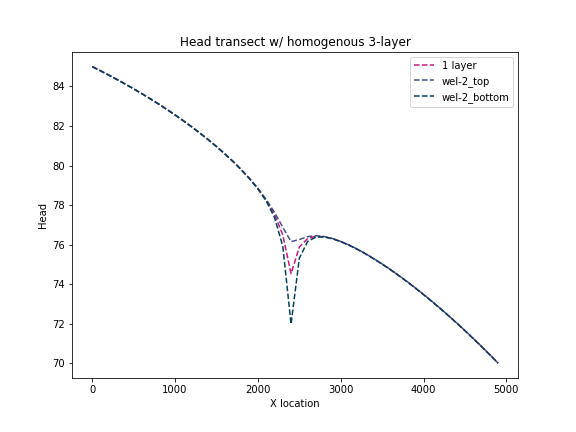 Head transect w/ homogenous 3-layer
1 layer
wel-2_top
wel-2_bottom
Head
84
82
80
78
76
74
72
70
0 1000 2000 3000 4000 5000
X location